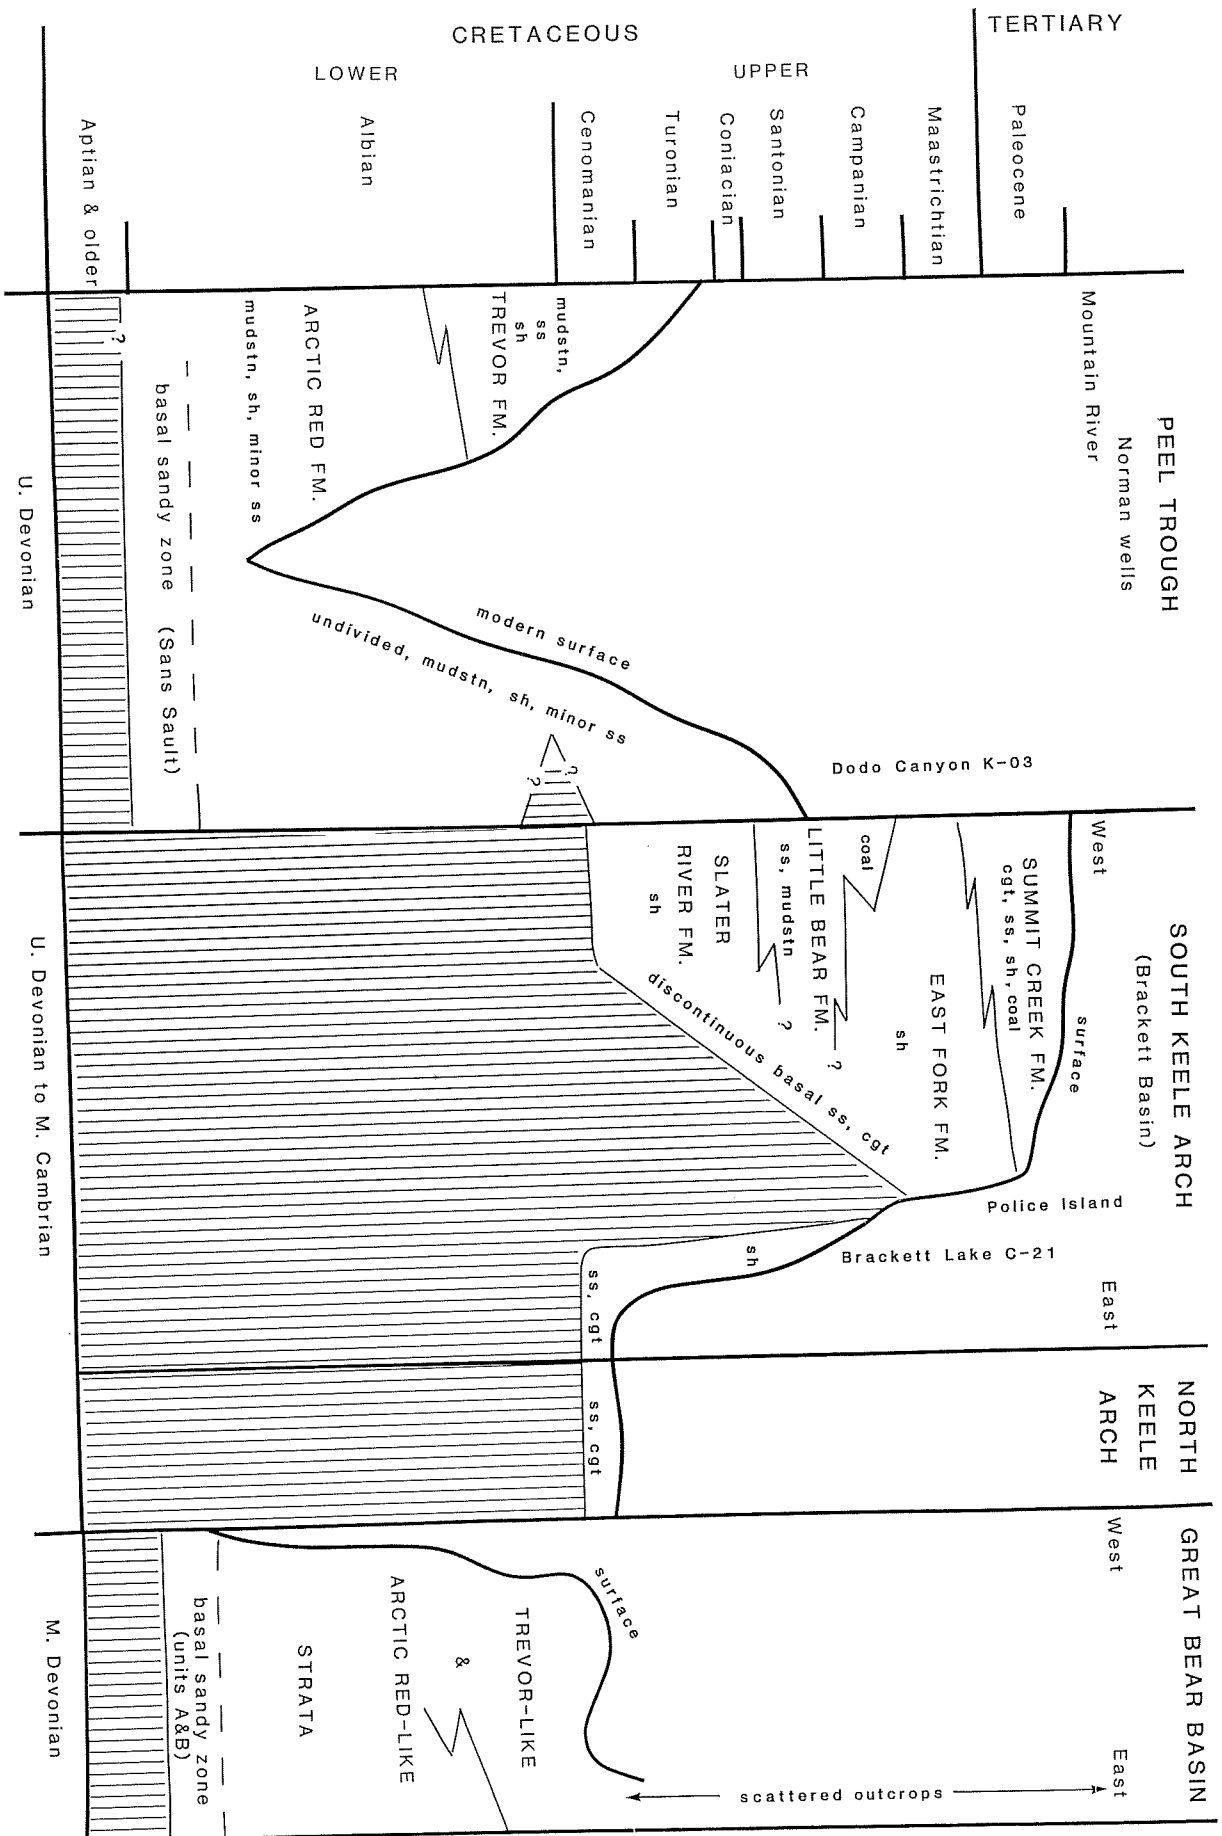 CRETACEOUS
TERTIARY
LOWER
UPPER
Aptian & older
Albian
Cenomanian
Turonian
Coniacian
Santonian
Campanian
Maastrichtian
Paleocene
PEEL TROUGH
Mountain River
Norman wells
mudstn,
ss
sh
TREVOR FM.
ARCTIC RED FM.
mudstn, sh, minor ss
?
basal sandy zone (Sans Sault)
U. Devonian
modern surface
undivided, mudstn, sh, minor ss
?
?
Dodo Canyon K-03
SOUTH KEELE ARCH
(Brackett Basin)
West
surface
SUMMIT CREEK FM.
cgt, ss, sh, coal
EAST FORK FM.
sh
coal
LITTLE BEAR FM.
?
ss, mudstn
?
SLATER
RIVER FM.
sh
discontinuous basal ss, cgt
U. Devonian to M. Cambrian
Police Island
Brackett Lake C-21
East
sh
ss, cgt
NORTH
KEELE
ARCH
ss, cgt
GREAT BEAR BASIN
West
East
surface
scattered outcrops
TREVOR-LIKE
&
ARCTIC RED-LIKE
STRATA
basal sandy zone
(units A&B)
M. Devonian